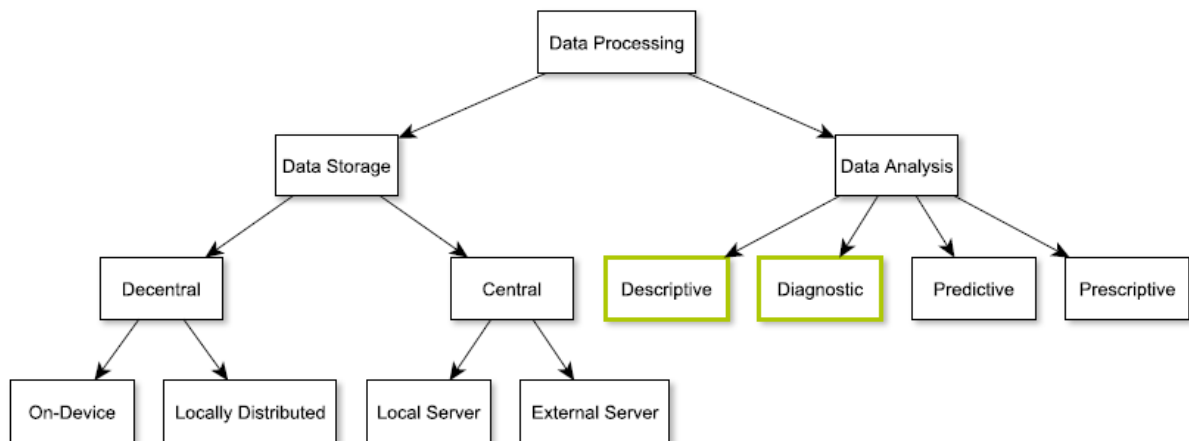 Data Processing
Data Storage
Data Analysis
Decentral
Central
Descriptive
Diagnostic
Predictive
Prescriptive
On-Device
Locally Distributed
Local Server
External Server